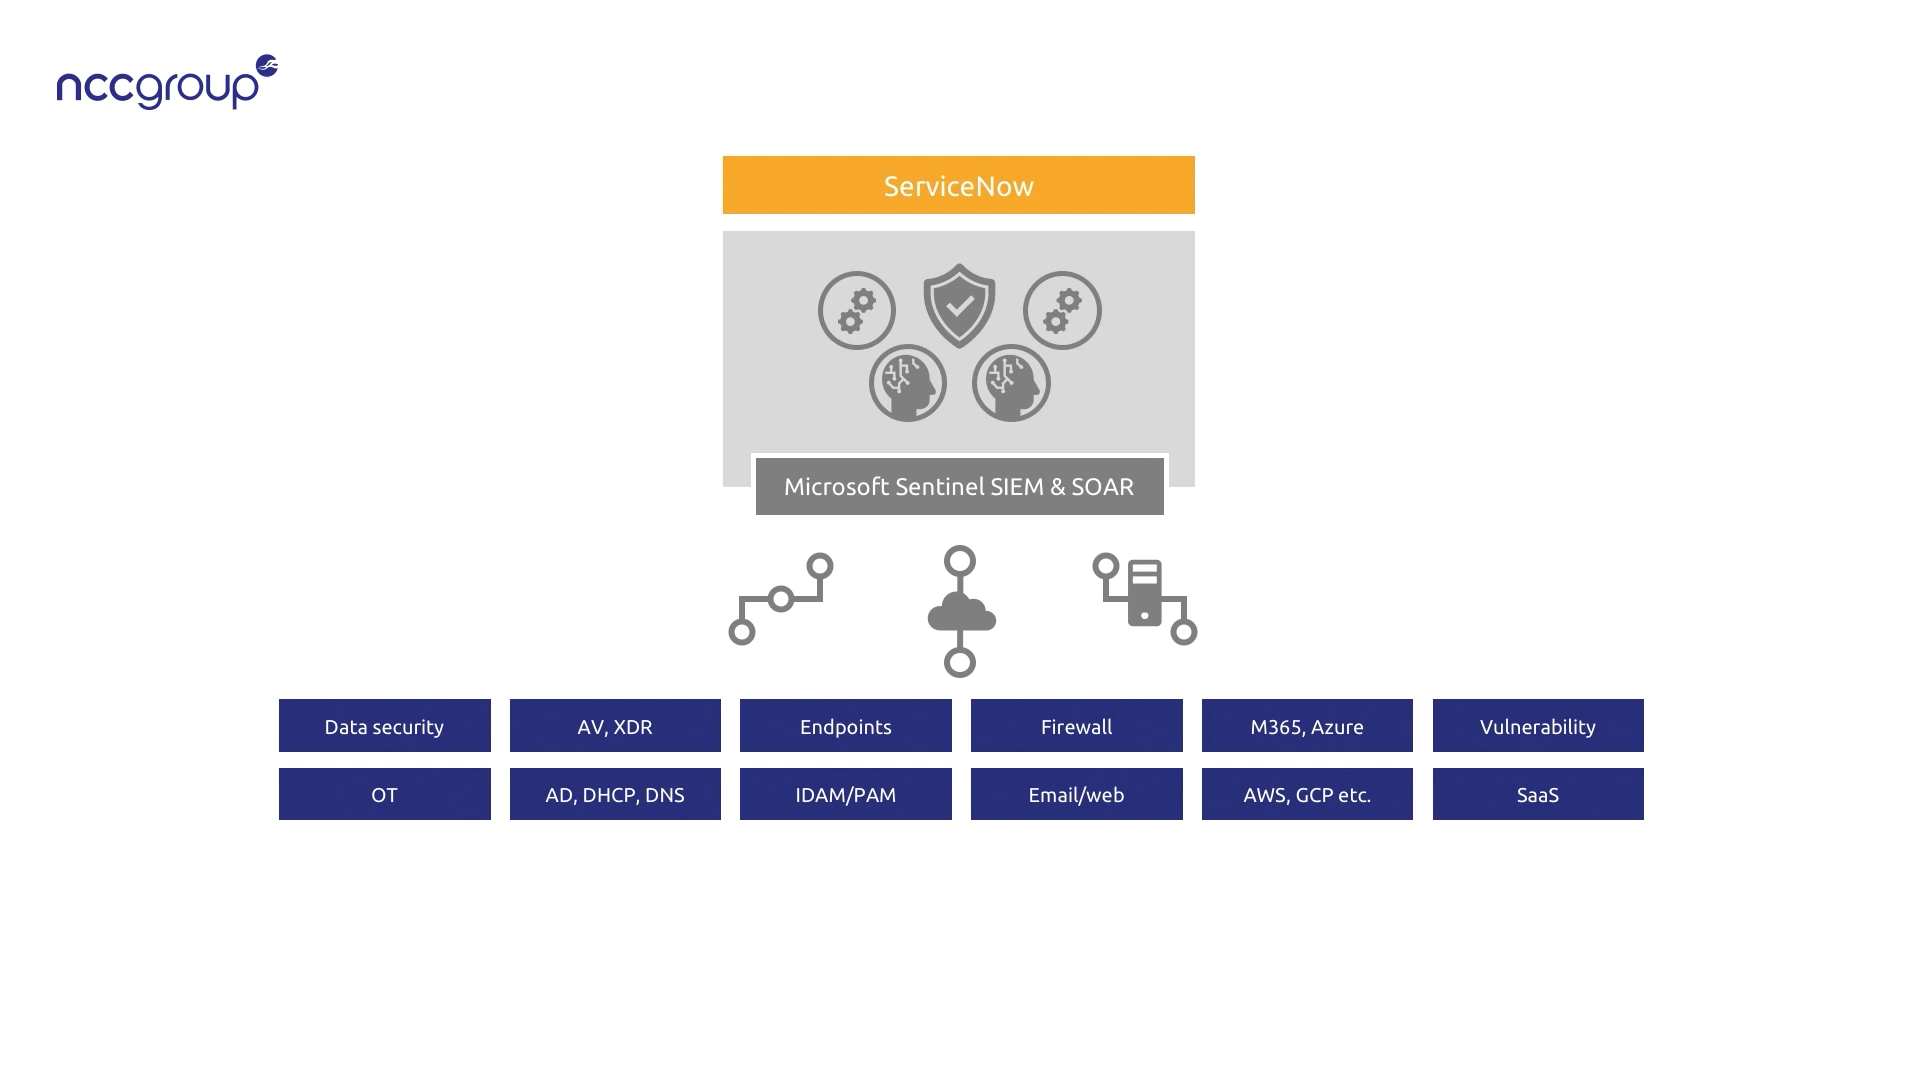 nccgroup
ServiceNow
Microsoft Sentinel SIEM & SOAR
Data security
AV, XDR
Endpoints
Firewall
M365, Azure
Vulnerability
OT
AD, DHCP, DNS
IDAM/PAM
Email/web
AWS, GCP etc.
SaaS